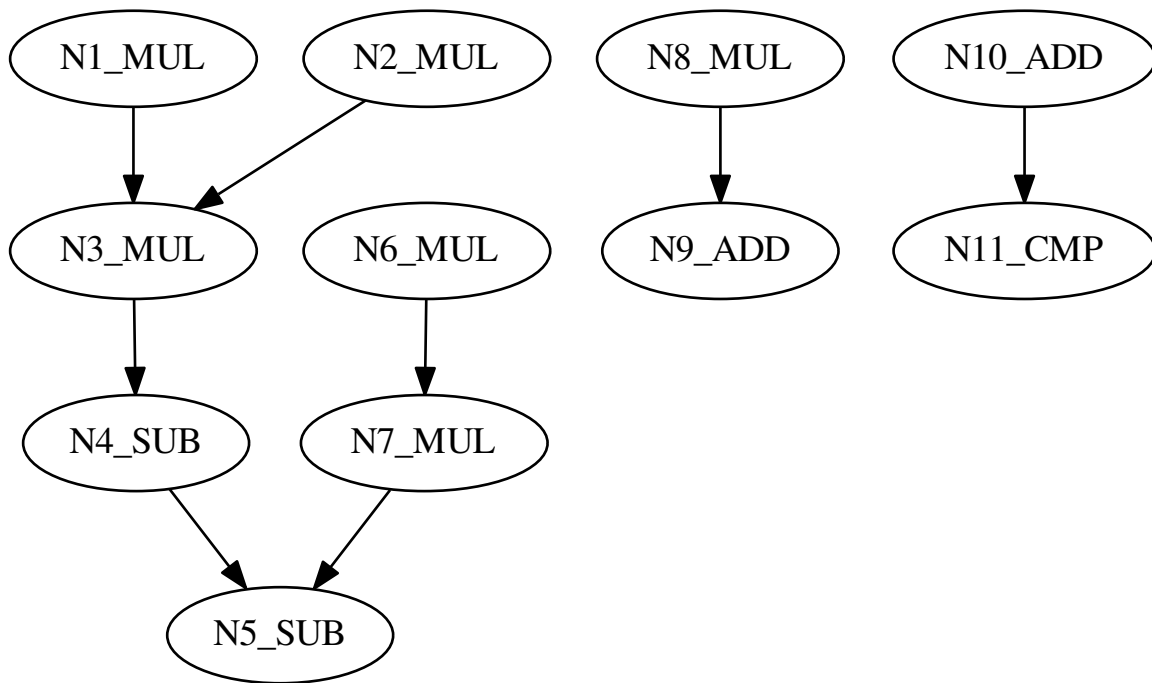 N1_MUL
N2_MUL
N8_MUL
N10_ADD
N3_MUL
N6_MUL
N9_ADD
N11_CMP
N4_SUB
N7_MUL
N5_SUB